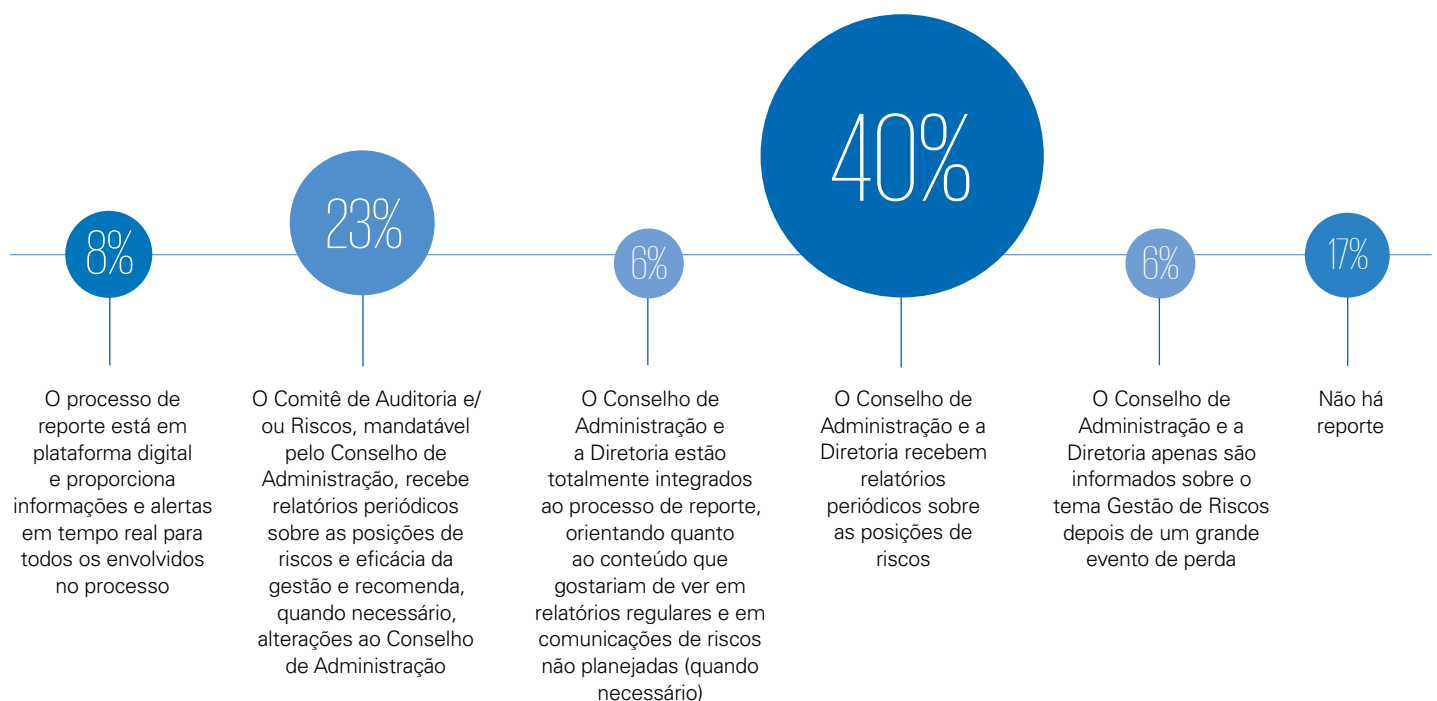 8%
23%
6%
40%
6%
17%
O processo de
reporte está em
plataforma digital
e proporciona
informações e alertas
em tempo real para
todos os envolvidos
no processo
O Comitê de Auditoria e/
ou Riscos, mandatável
pelo Conselho de
Administração, recebe
relatórios periódicos
sobre as posições de
riscos e eficácia da
gestão e recomenda,
quando necessário,
alterações ao Conselho
de Administração
O Conselho de
Administração e
a Diretoria estão
totalmente integrados
ao processo de reporte,
orientando quanto
ao conteúdo que
gostariam de ver em
relatórios regulares e em
comunicações de riscos
não planejadas (quando
necessário)
O Conselho de
Administração e a
Diretoria recebem
relatórios
periódicos sobre
as posições de
riscos
O Conselho de
Administração e a
Diretoria apenas são
informados sobre o
tema Gestão de Riscos
depois de um grande
evento de perda
Não há
reporte